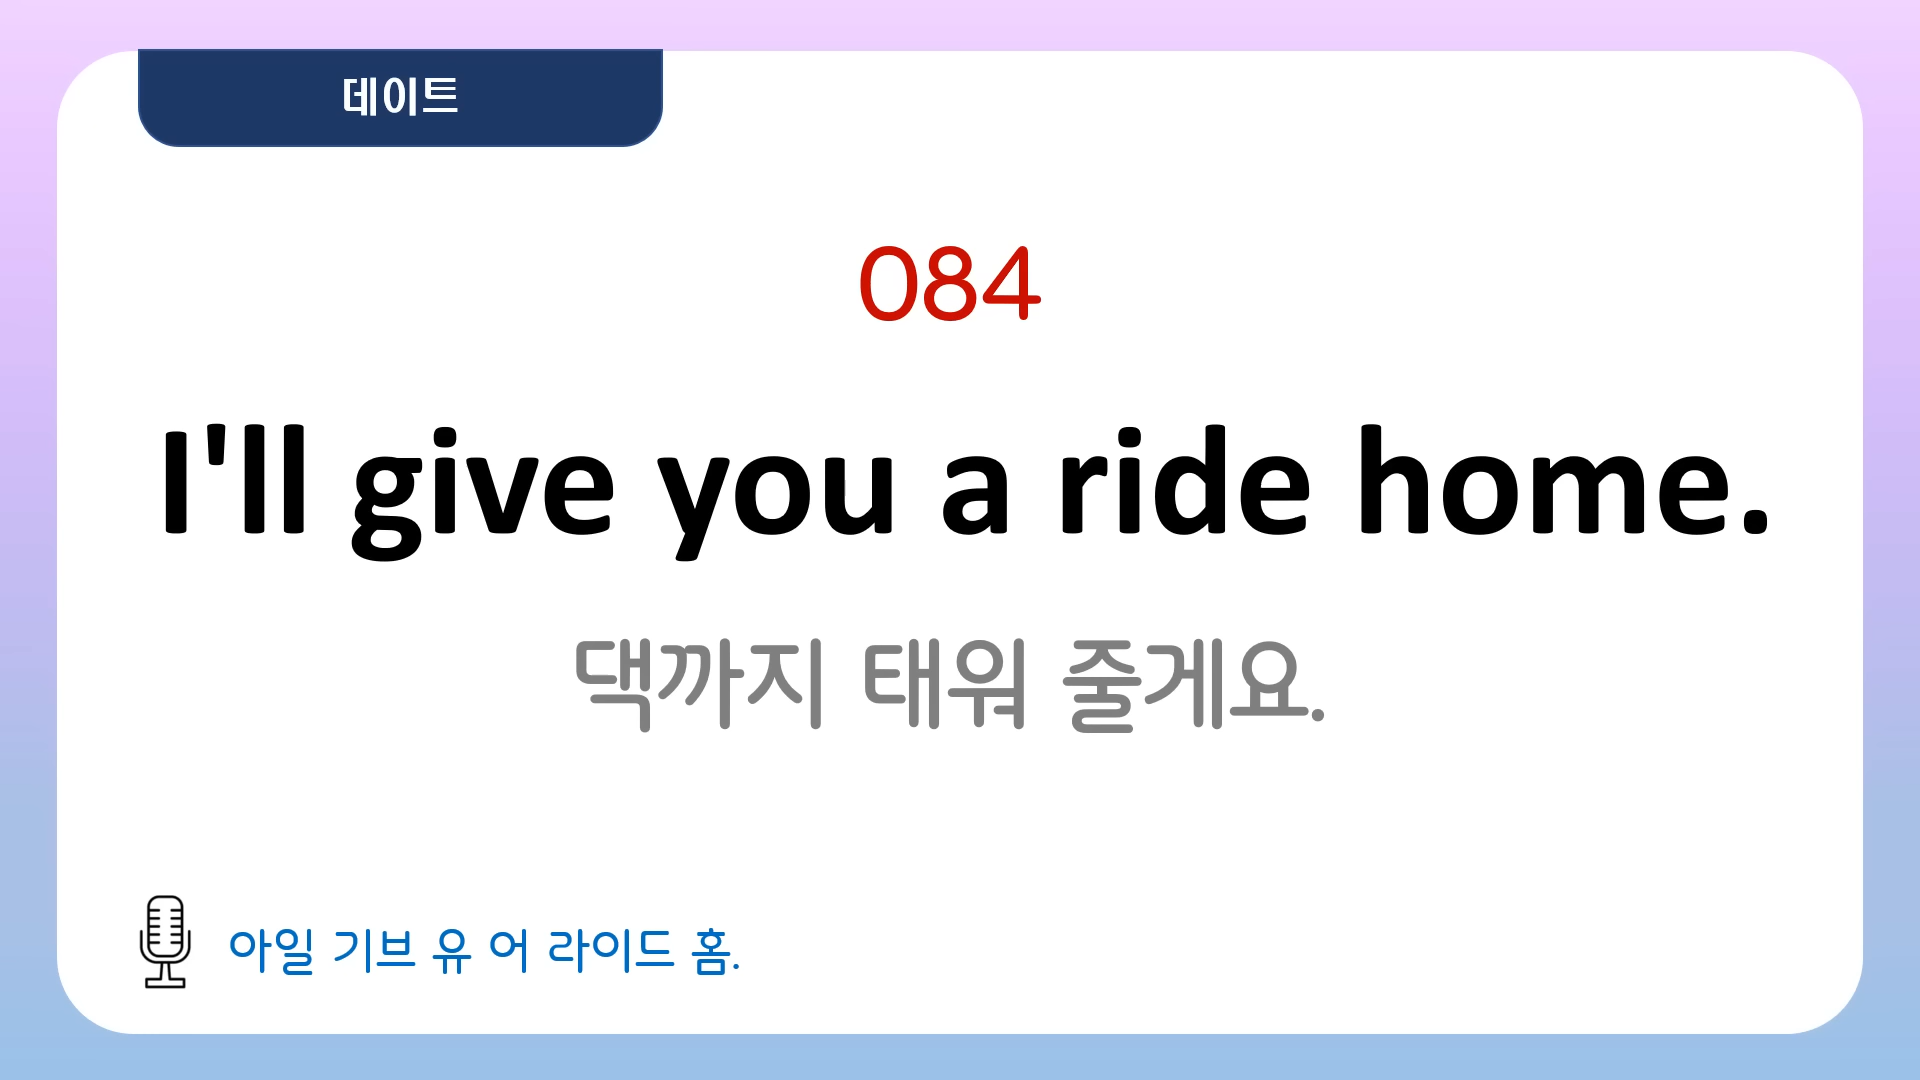 데이트
084
I'll give you a ride home.
댁까지 태워 줄게요.
아일 기브 유 어 라이드 홈.